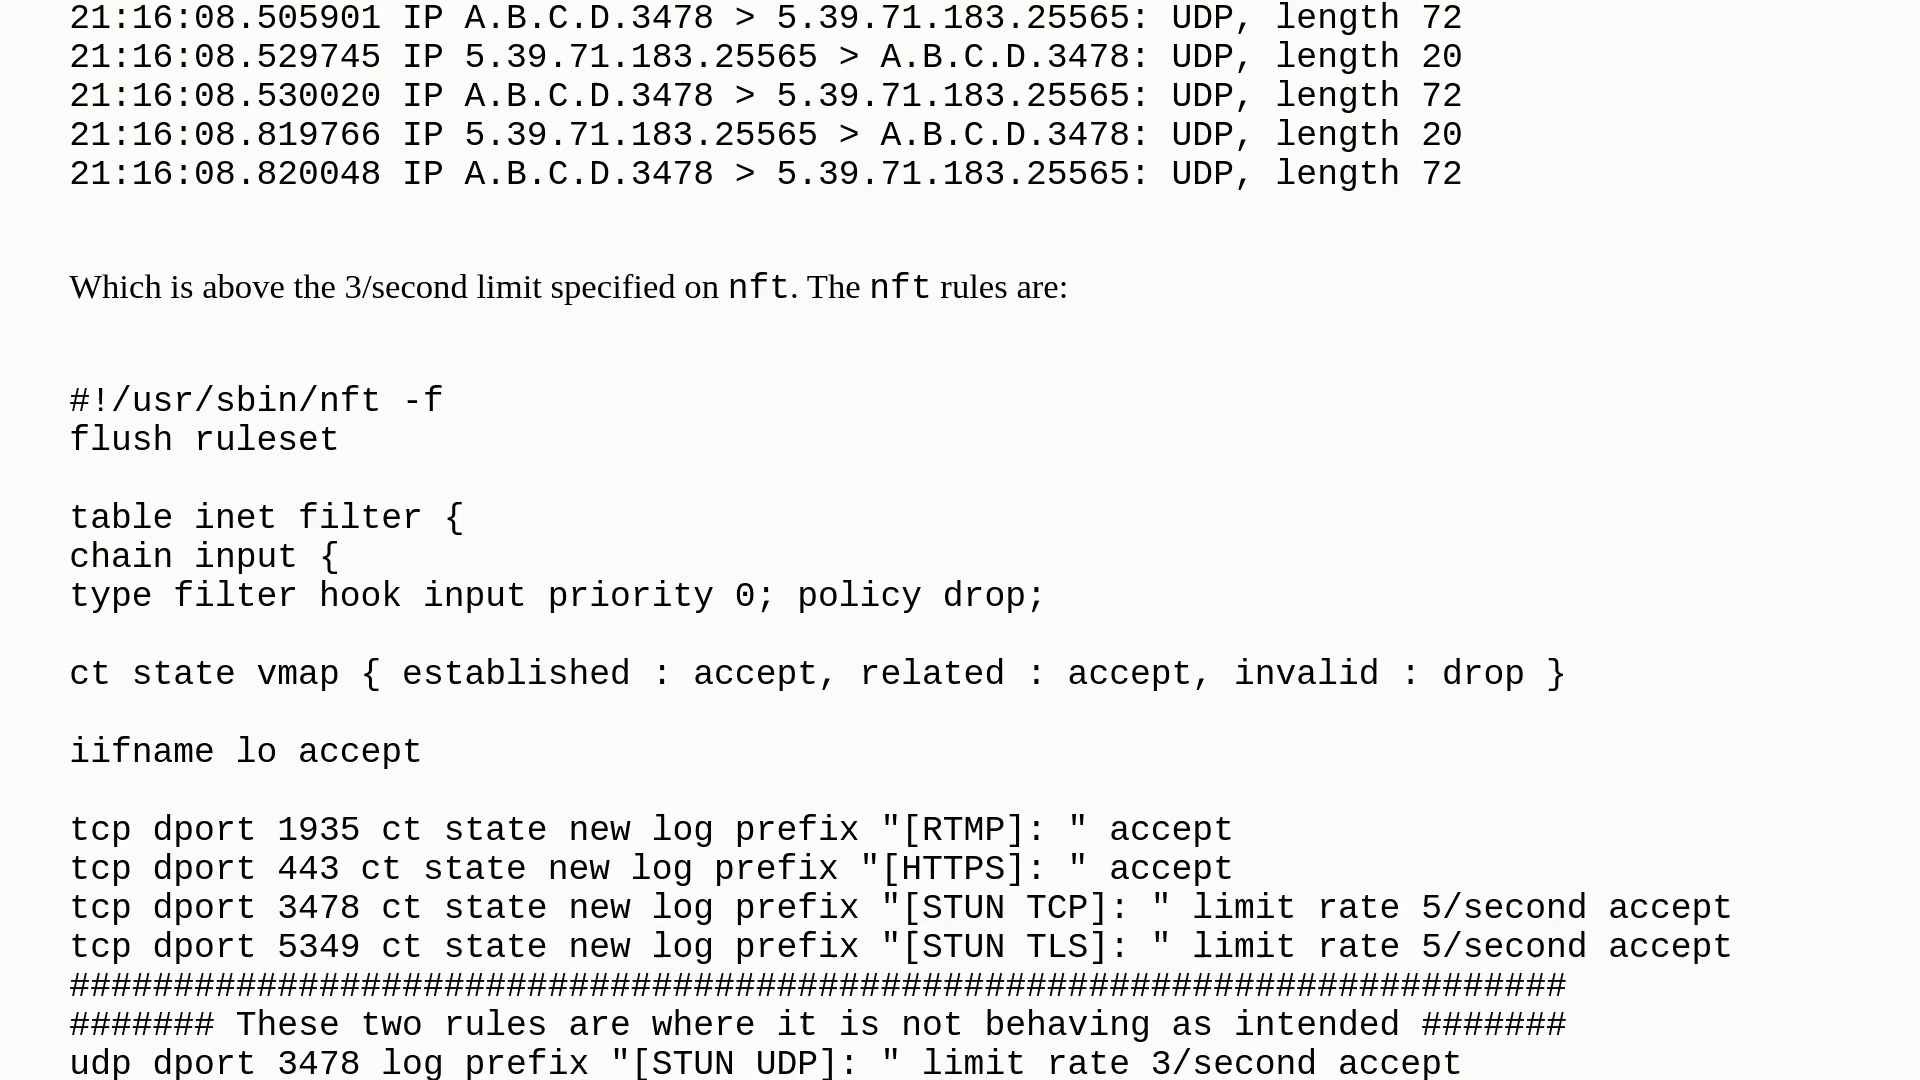 21:16:08.505901 IP A.B.C.D.3478 > 5.39.71.183.25565: UDP, length 72
21:16:08.529745 IP 5.39.71.183.25565 > A.B.C.D.3478: UDP, length 20
21:16:08.530020 IP A.B.C.D.3478 > 5.39.71.183.25565: UDP, length 72
21:16:08.819766 IP 5.39.71.183.25565 > A.B.C.D.3478: UDP, length 20
21:16:08.820048 IP A.B.C.D.3478 > 5.39.71.183.25565: UDP, length 72
Which is above the 3/second limit specified on nft. The nft rules are:
#!/usr/sbin/nft -f
flush ruleset
table inet filter {
chain input {
type filter hook input priority 0; policy drop;
ct state vmap { established : accept, related : accept, invalid : drop }
iifname lo accept
tcp dport 1935 ct state new log prefix "[RTMP]: " accept
tcp dport 443 ct state new log prefix "[HTTPS]: " accept
tcp dport 3478 ct state new log prefix "[STUN TCP]: " limit rate 5/second accept
tcp dport 5349 ct state new log prefix "[STUN TLS]: " limit rate 5/second accept
########################################################################
####### These two rules are where it is not behaving as intended #######
udp dport 3478 log prefix "[STUN UDP]: " limit rate 3/second accept